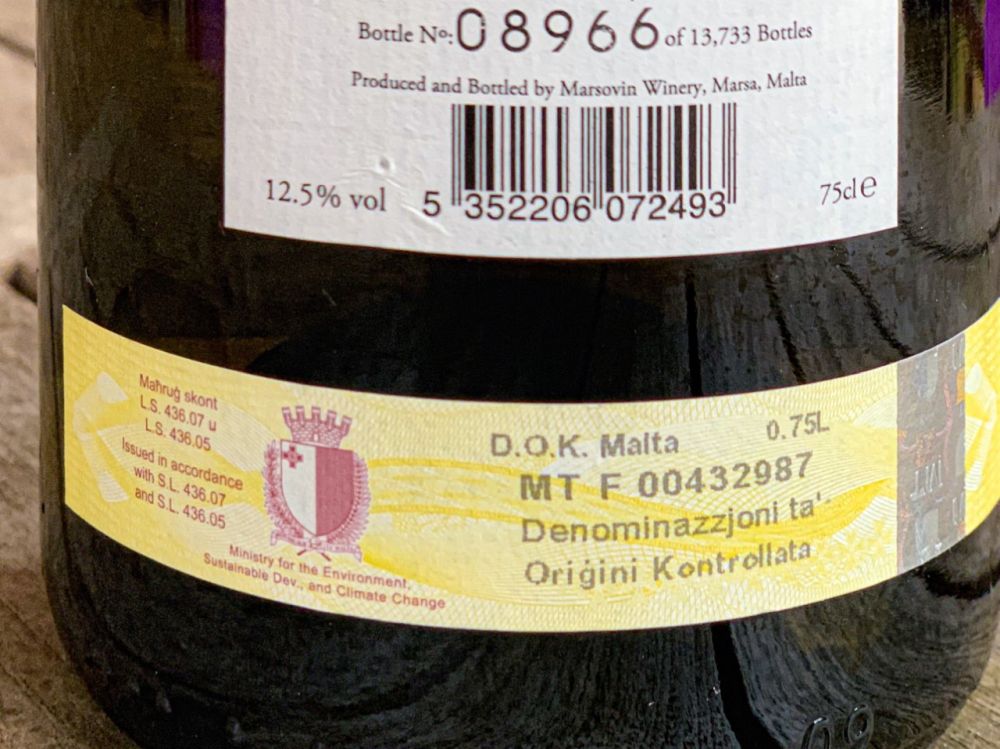 Bottle Nº: 08966 of 13,733 Bottles
Produced and Bottled by Marsovin Winery, Marsa, Malta
12.5% vol
5 352206 072493
75cl e
Maħruġ skont
L.S. 436.07 u
L.S. 436.05
Issued in accordance
with S.L. 436.07
and S.L. 436.05
Ministry for the Environment,
Sustainable Dev., and Climate Change
D.O.K. Malta
0.75L
MT F 00432987
Denominazzjoni ta'
Oriġini Kontrollata